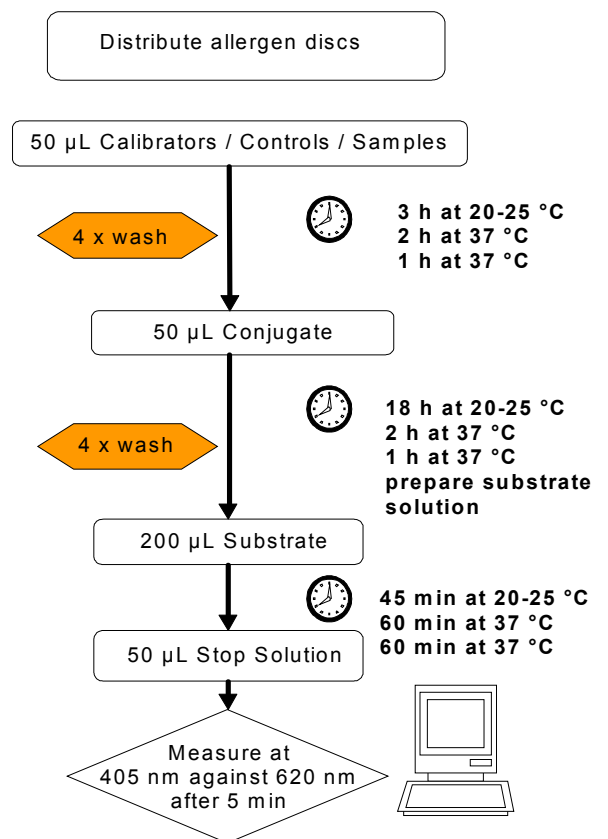 Distribute allergen discs
50 µL Calibrators / Controls / Samples
3 h at 20-25 °C
2 h at 37 °C
1 h at 37 °C
4 x wash
50 µL Conjugate
18 h at 20-25 °C
2 h at 37 °C
1 h at 37 °C
prepare substrate
solution
4 x wash
200 µL Substrate
45 min at 20-25 °C
60 min at 37 °C
60 min at 37 °C
50 µL Stop Solution
Measure at
405 nm against 620 nm
after 5 min